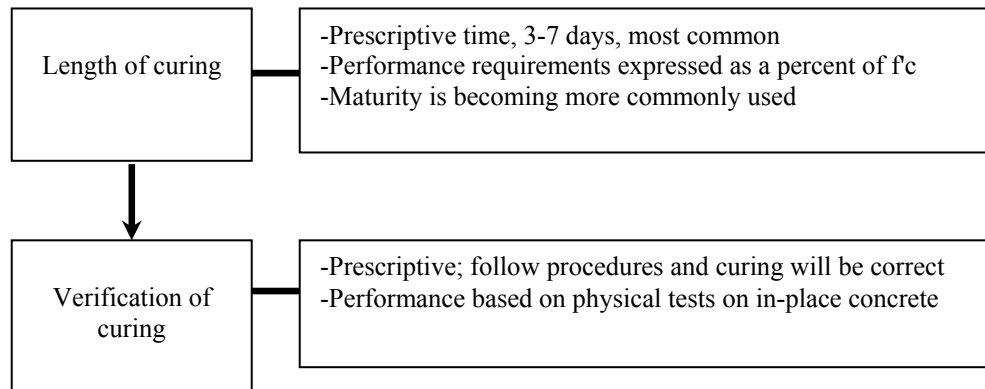 Length of curing
-Prescriptive time, 3-7 days, most common
-Performance requirements expressed as a percent of f'c
-Maturity is becoming more commonly used
Verification of
curing
-Prescriptive; follow procedures and curing will be correct
-Performance based on physical tests on in-place concrete